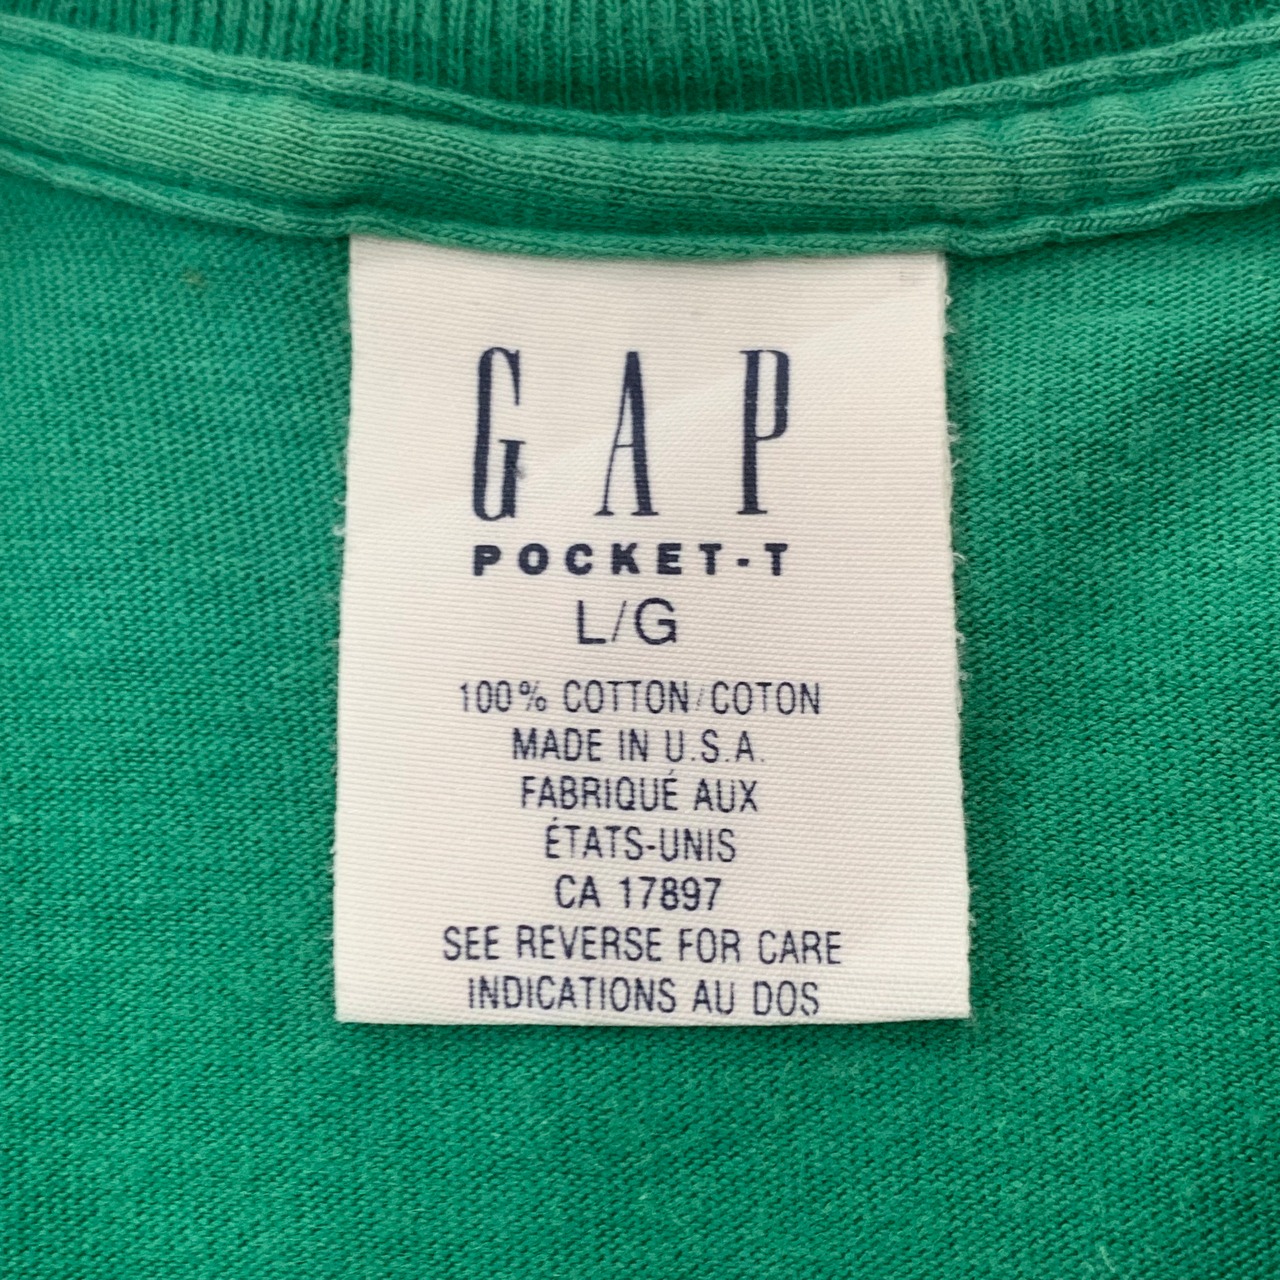 GAP
POCKET-T
L/G
100% COTTON/COTON
MADE IN U.S.A.
FABRIQUÉ AUX
ÉTATS-UNIS
CA 17897
SEE REVERSE FOR CARE
INDICATIONS AU DOS